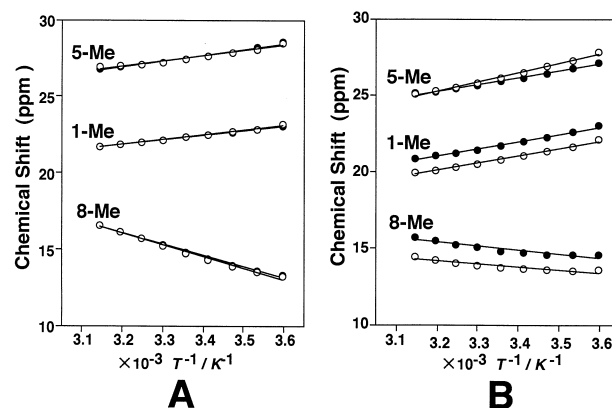 30
25
20
15
10
Chemical Shift (ppm)
5-Me
1-Me
8-Me
3.1 3.2 3.3 3.4 3.5 3.6
×10⁻³ T⁻¹ / K⁻¹
A
30
25
20
15
10
Chemical Shift (ppm)
5-Me
1-Me
8-Me
3.1 3.2 3.3 3.4 3.5 3.6
×10⁻³ T⁻¹ / K⁻¹
B